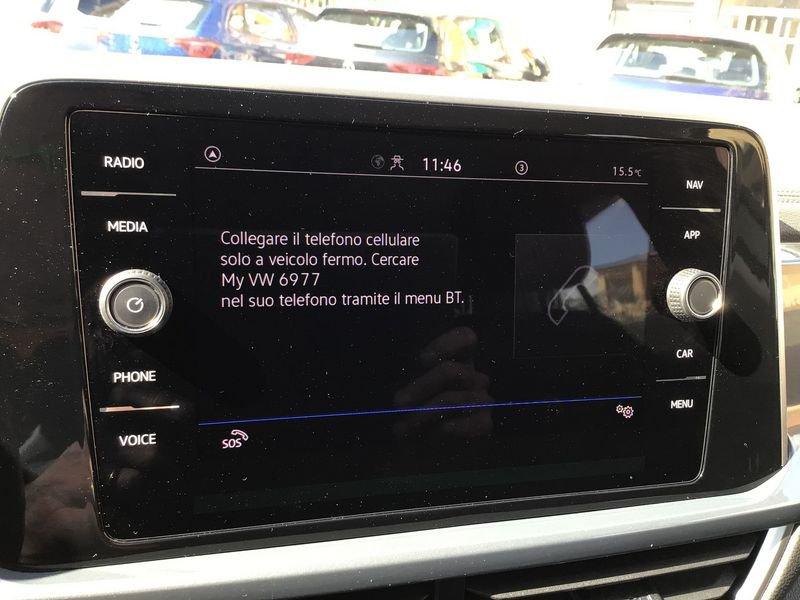 RADIO
MEDIA
PHONE
VOICE
11:46
3
15.5°C
Collegare il telefono cellulare
solo a veicolo fermo. Cercare
My VW 6977
nel suo telefono tramite il menu BT.
SOS
NAV
APP
CAR
MENU